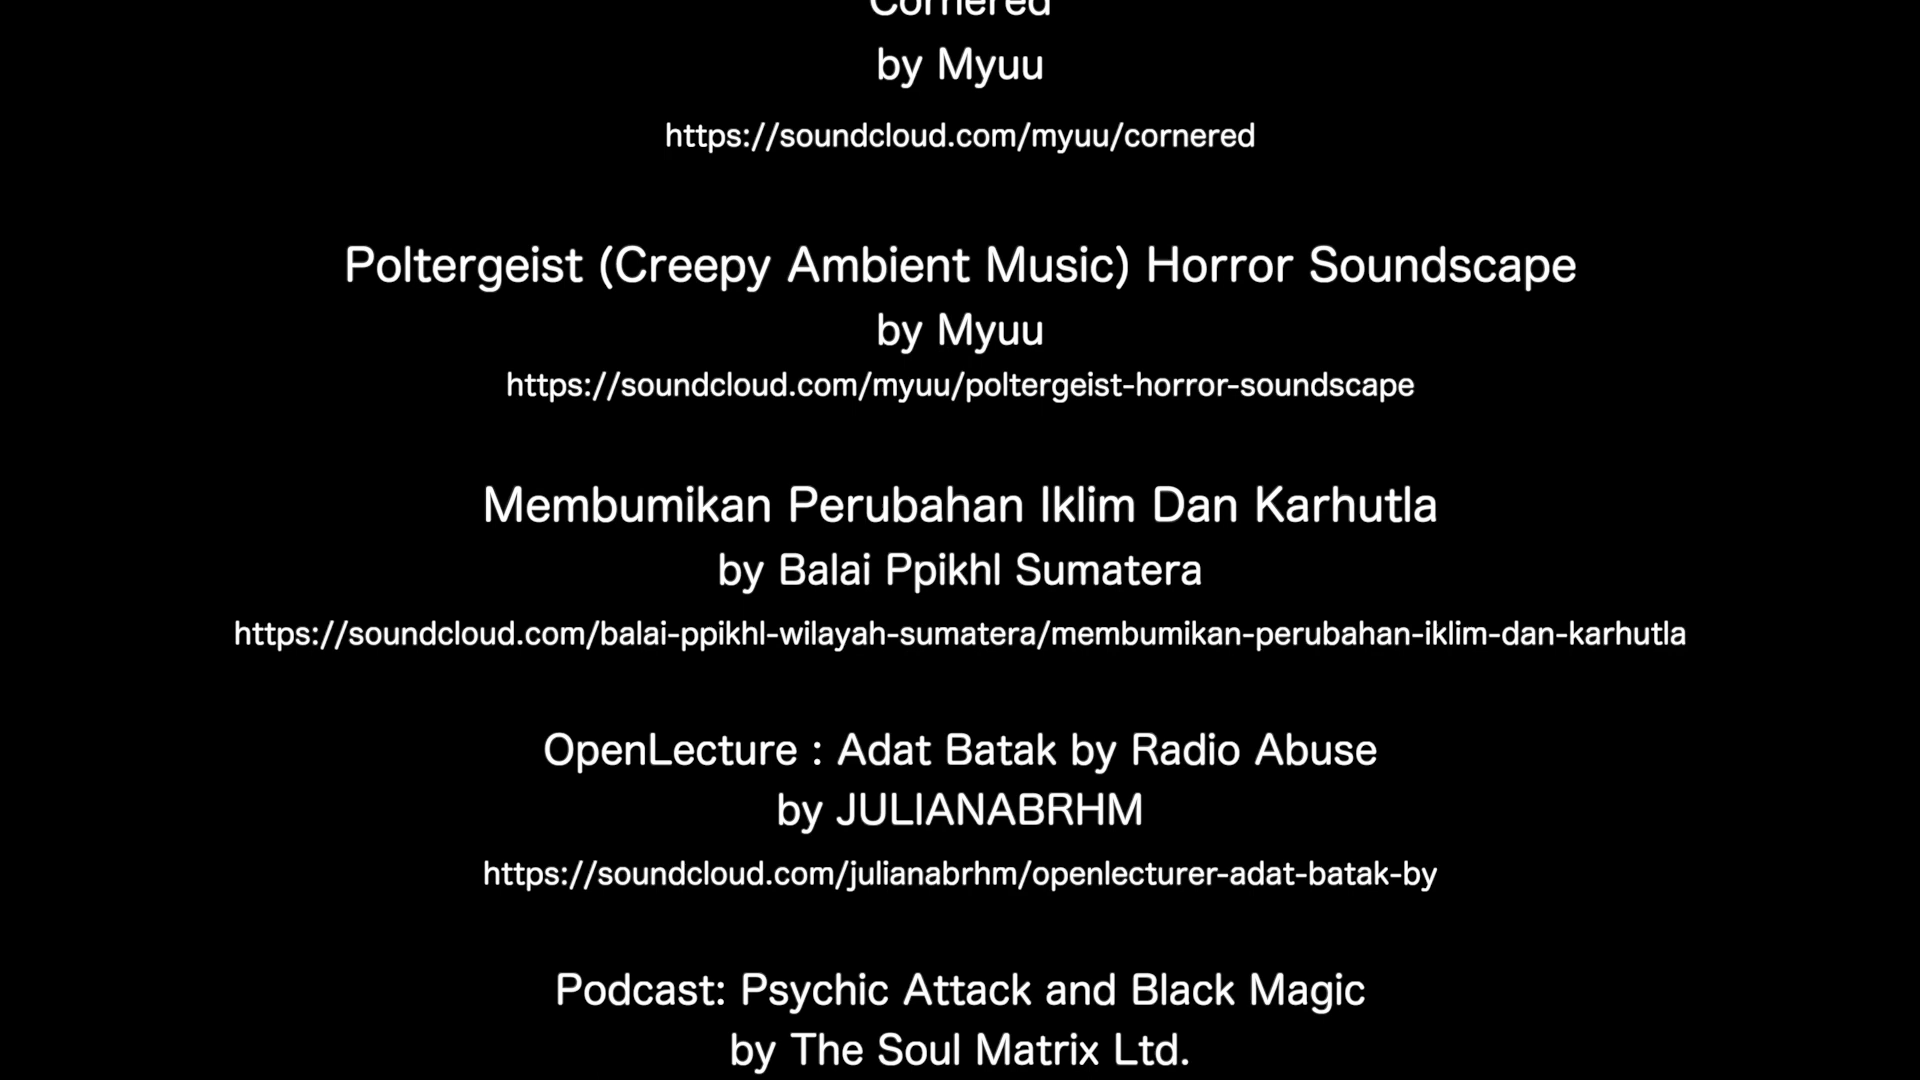 Cornered
by Myuu
https://soundcloud.com/myuu/cornered
Poltergeist (Creepy Ambient Music) Horror Soundscape
by Myuu
https://soundcloud.com/myuu/poltergeist-horror-soundscape
Membumikan Perubahan Iklim Dan Karhutla
by Balai Ppikhl Sumatera
https://soundcloud.com/balai-ppikhl-wilayah-sumatera/membumikan-perubahan-iklim-dan-karhutla
OpenLecture : Adat Batak by Radio Abuse
by JULIANABRHM
https://soundcloud.com/julianabrhm/openlecturer-adat-batak-by
Podcast: Psychic Attack and Black Magic
by The Soul Matrix Ltd.